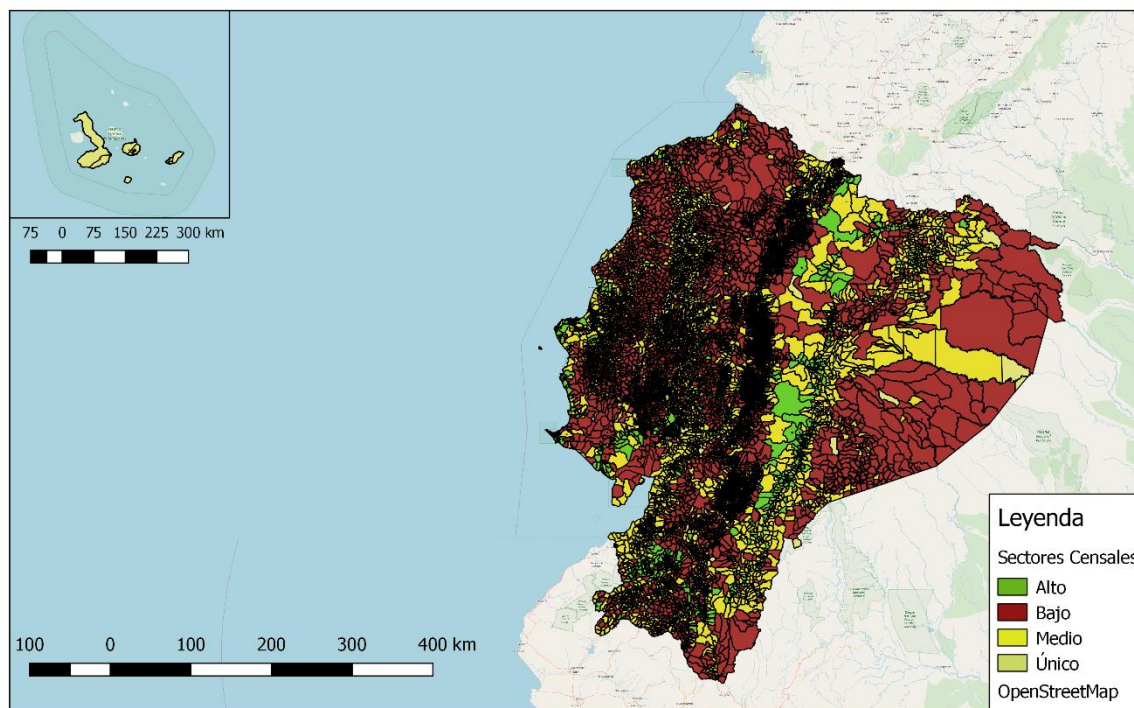 75 0 75 150 225 300 km
100 0 100 200 300 400 km
Leyenda
Sectores Censales
Alto
Bajo
Medio
Único
OpenStreetMap